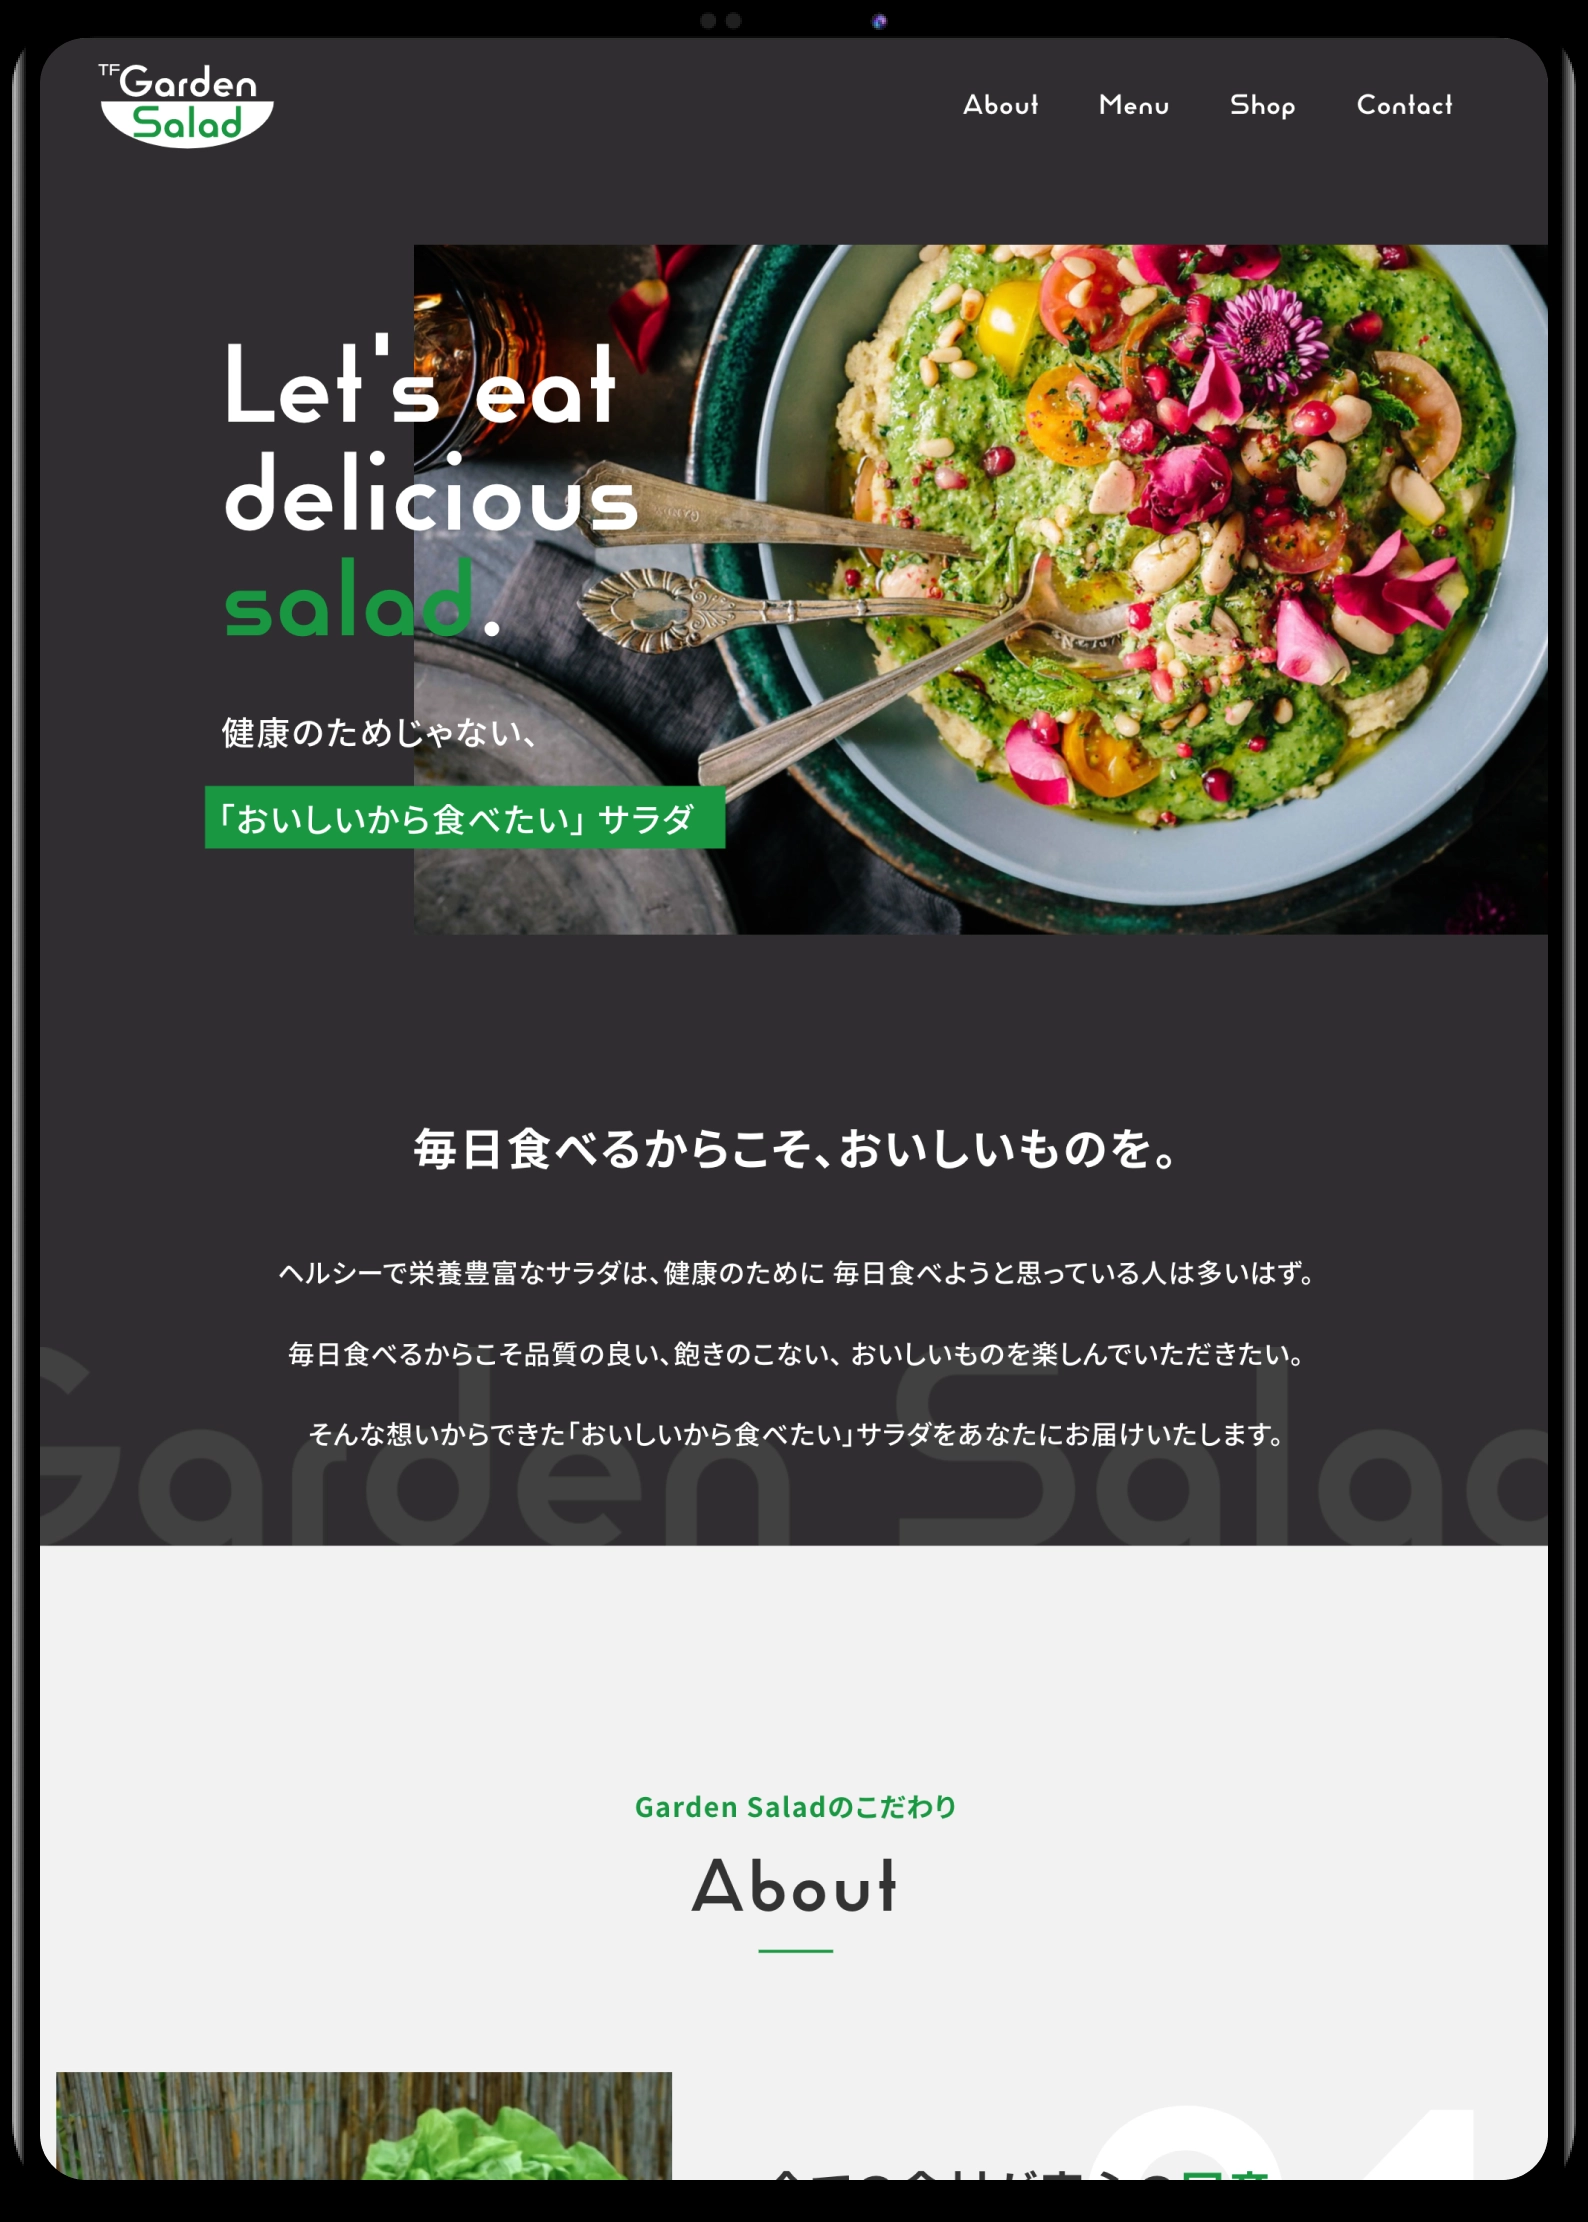 TF Garden
Salad
About Menu Shop Contact
Let's eat
delicious
salad.
健康のためじゃない、
「おいしいから食べたい」 サラダ
毎日食べるからこそ、おいしいものを。
ヘルシーで栄養豊富なサラダは、健康のために 毎日食べようと思っている人は多いはず。
毎日食べるからこそ品質の良い、飽きのこない、 おいしいものを楽しんでいただきたい。
そんな想いからできた「おいしいから食べたい」サラダをあなたにお届けいたします。
Garden Salad
Garden Saladのこだわり
About